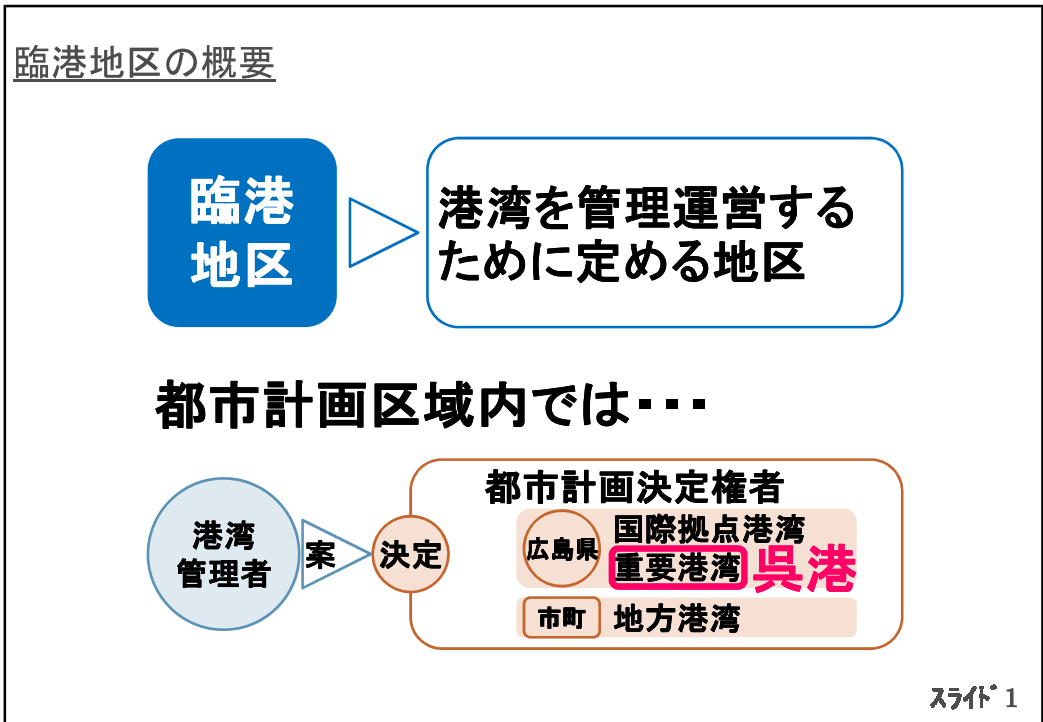 臨港地区の概要
臨港
地区
港湾を管理運営する
ために定める地区
都市計画区域内では･･･
港湾
管理者
案
決定
都市計画決定権者
広島県
国際拠点港湾
重要港湾
呉港
市町
地方港湾
ｽﾗｲﾄﾞ 1